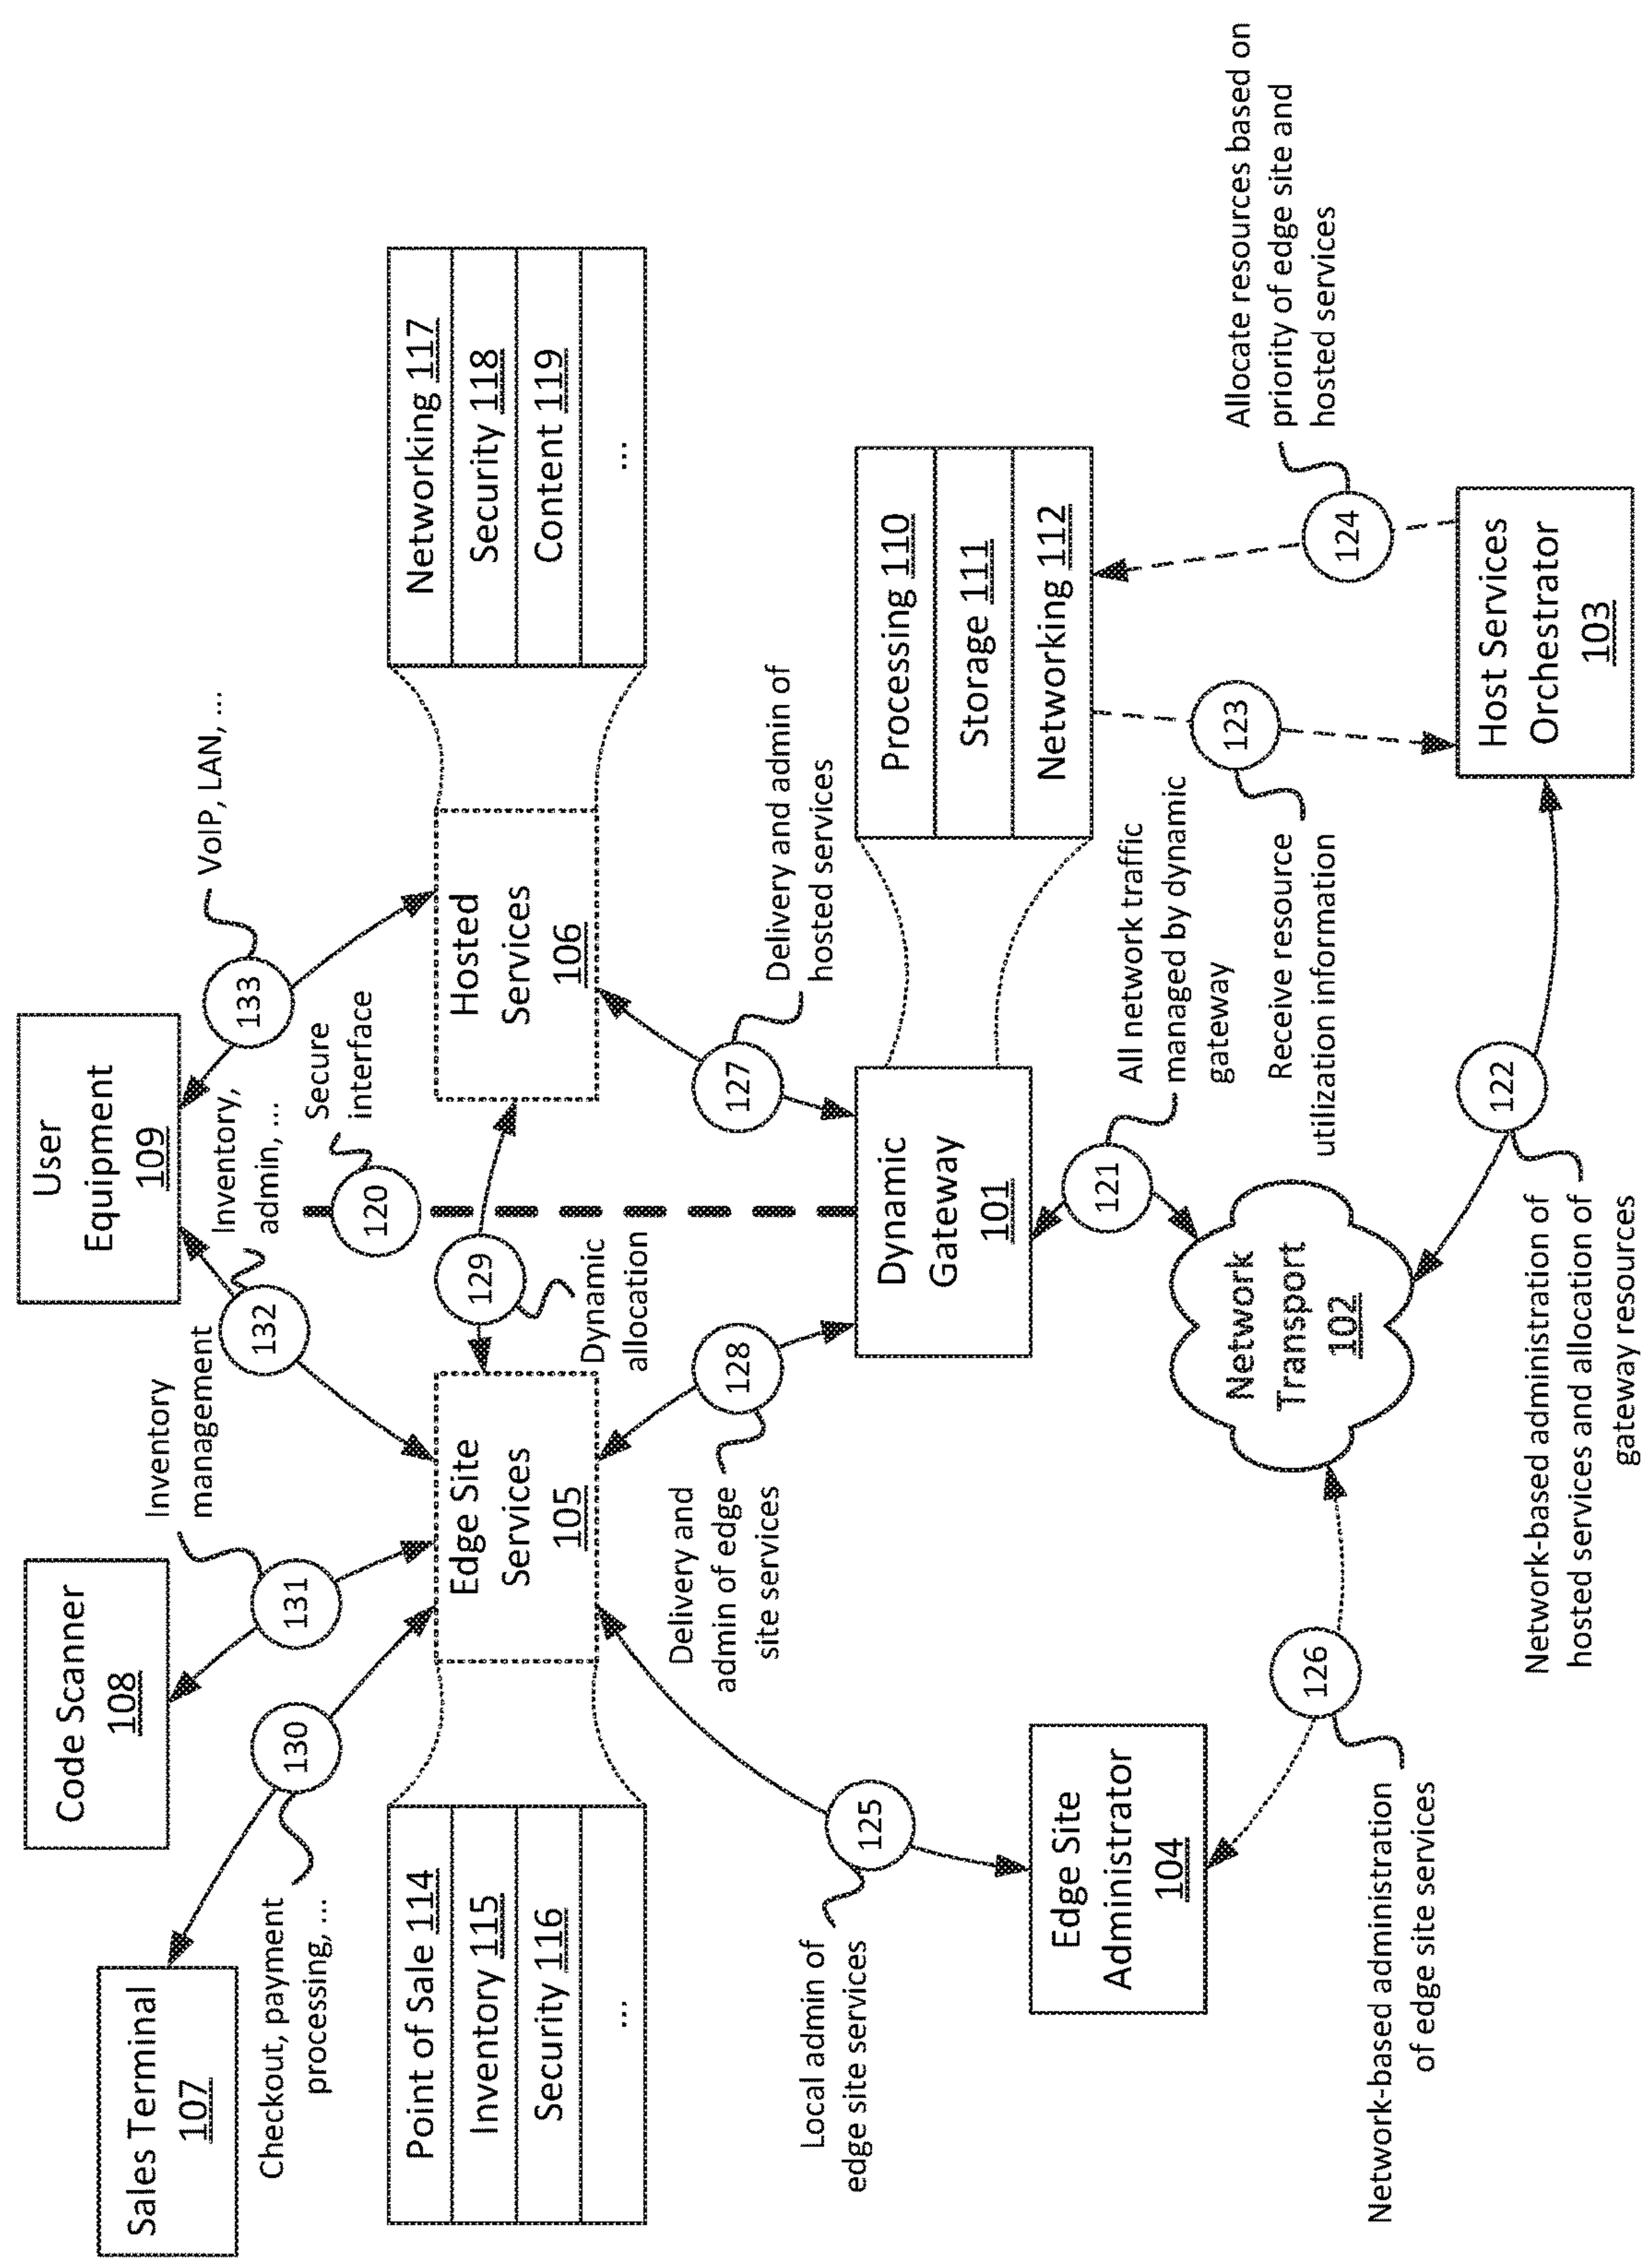 Sales Terminal
107
Code Scanner
108
User
Equipment
109
Checkout, payment
processing, ...
130
131
Inventory
management
132
Inventory,
admin, ...
133
VoIP, LAN, ...
120
Secure
interface
Point of Sale 114
Inventory 115
Security 116
...
Edge Site
Services
105
129
Dynamic
allocation
Hosted
Services
106
Networking 117
Security 118
Content 119
...
Delivery and
admin of edge
site services
128
127
Delivery and admin of
hosted services
Local admin of
edge site services
125
Dynamic
Gateway
101
Processing 110
Storage 111
Networking 112
Edge Site
Administrator
104
121
All network traffic
managed by dynamic
gateway
Network
Transport
102
123
Receive resource
utilization information
124
Allocate resources based on
priority of edge site and
hosted services
126
Network-based administration
of edge site services
122
Network-based administration of
hosted services and allocation of
gateway resources
Host Services
Orchestrator
103